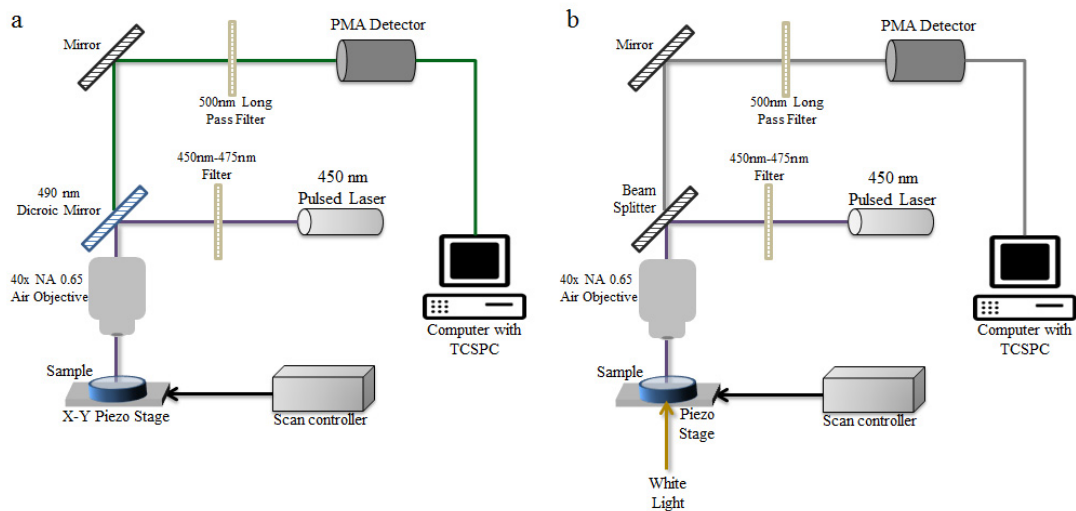 a
PMA Detector
Mirror
500nm Long
Pass Filter
450nm-475nm
Filter
450 nm
Pulsed Laser
490 nm
Dicroic Mirror
40x NA 0.65
Air Objective
Computer with
TCSPC
Sample
X-Y Piezo Stage
Scan controller
b
PMA Detector
Mirror
500nm Long
Pass Filter
450nm-475nm
Filter
450 nm
Pulsed Laser
Beam
Splitter
40x NA 0.65
Air Objective
Computer with
TCSPC
Sample
Piezo
Stage
Scan controller
White
Light